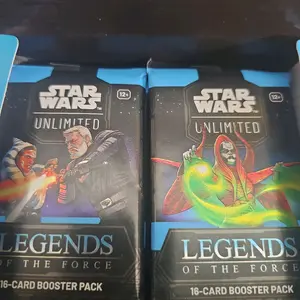 STAR
WARS
12+
UNLIMITED
LEGENDS
OF THE FORCE
16-CARD BOOSTER PACK
STAR
WARS
12+
UNLIMITED
LEGENDS
OF THE FORCE
16-CARD BOOSTER PACK